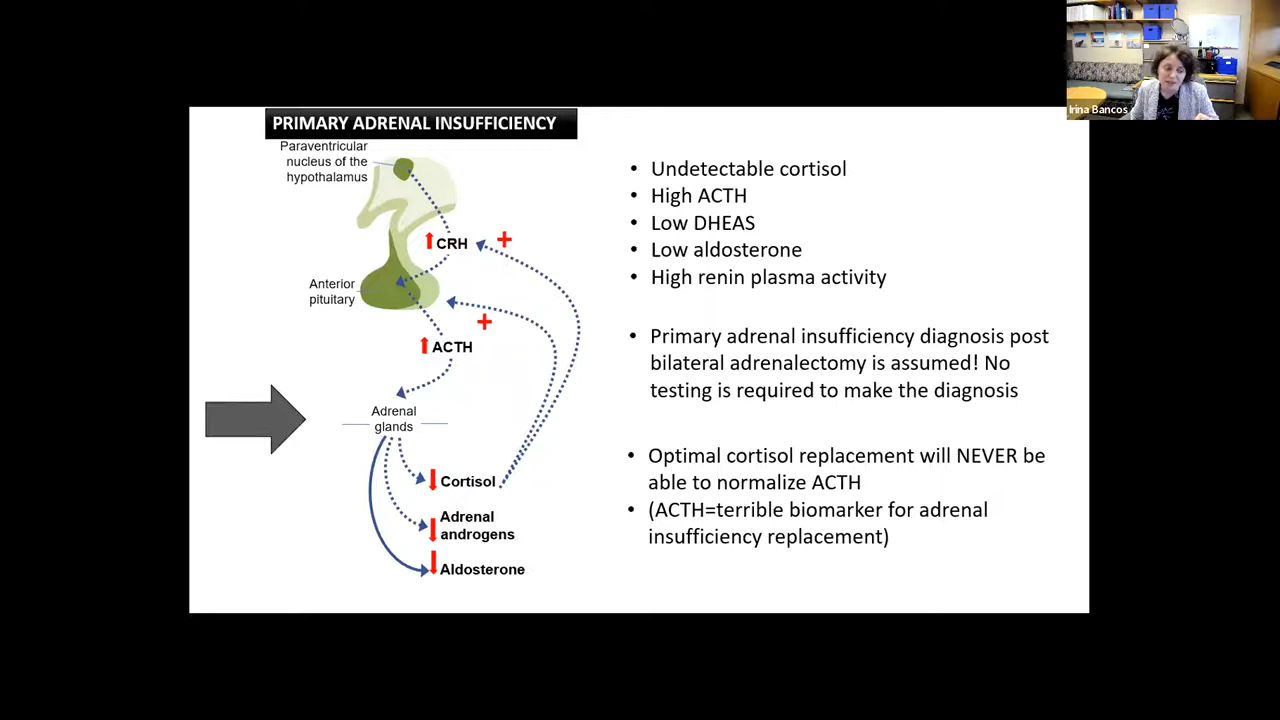 Irina Bancos
PRIMARY ADRENAL INSUFFICIENCY
Paraventricular
nucleus of the
hypothalamus
CRH
+
Anterior
pituitary
+
ACTH
Adrenal
glands
Cortisol
Adrenal
androgens
Aldosterone
• Undetectable cortisol
• High ACTH
• Low DHEAS
• Low aldosterone
• High renin plasma activity
• Primary adrenal insufficiency diagnosis post
bilateral adrenalectomy is assumed! No
testing is required to make the diagnosis
• Optimal cortisol replacement will NEVER be
able to normalize ACTH
• (ACTH=terrible biomarker for adrenal
insufficiency replacement)